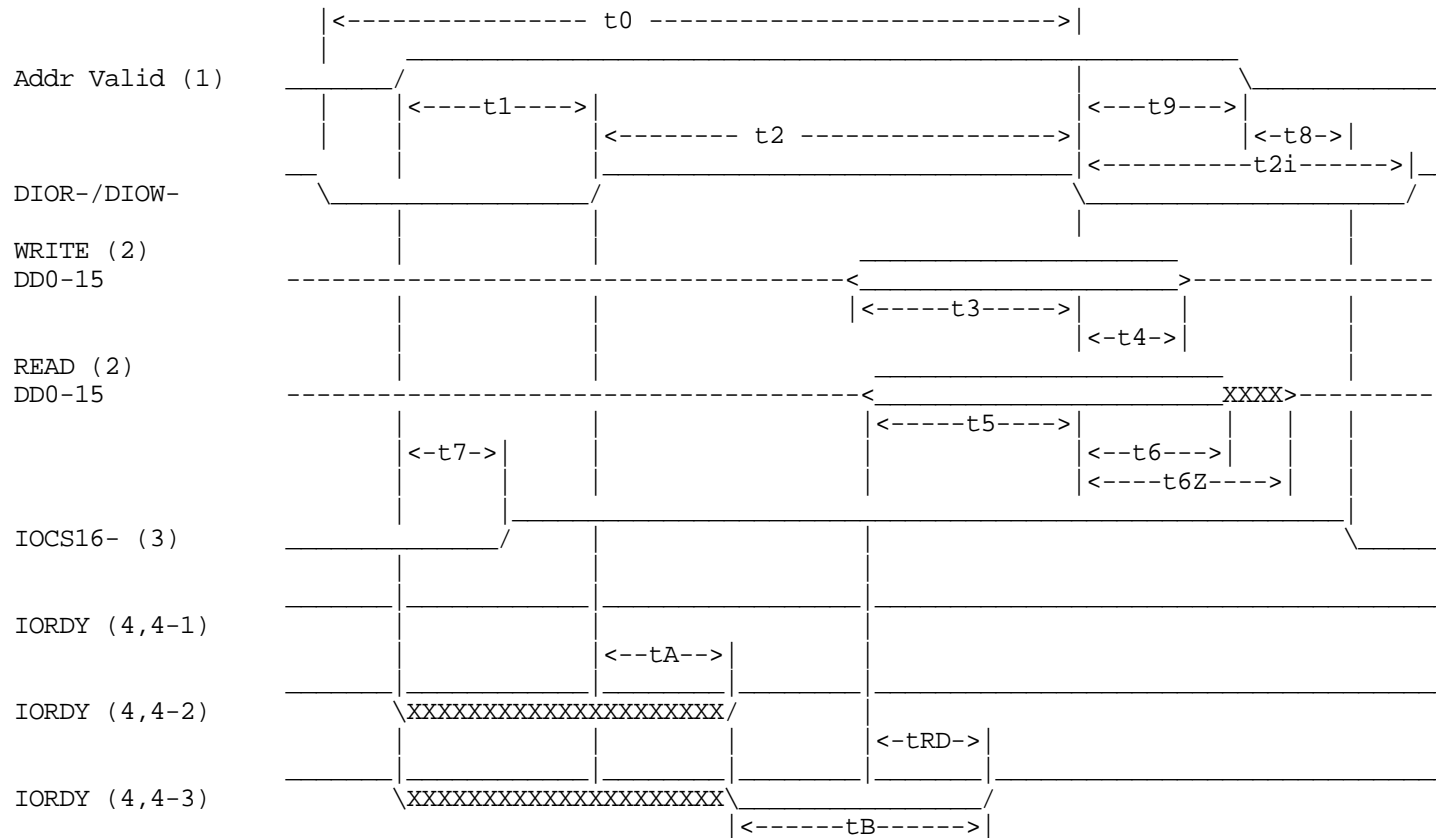 |<---------------- t0 --------------------------->|
Addr Valid (1)
|<----t1---->| |<---t9--->|
|<-------- t2 ------------------>| |<-t8->|
|<----------t2i------>|
DIOR-/DIOW-
WRITE (2)
DD0-15
|<-----t3----->|
|<-t4->|
READ (2)
DD0-15 XXXX
|<-----t5---->|
|<-t7->| |<--t6--->|
|<----t6Z---->|
IOCS16- (3)
IORDY (4,4-1)
|<--tA-->|
IORDY (4,4-2) XXXXXXXXXXXXXXXXXXXXX
|<-tRD->|
IORDY (4,4-3) XXXXXXXXXXXXXXXXXXXXX
|<------tB------>|